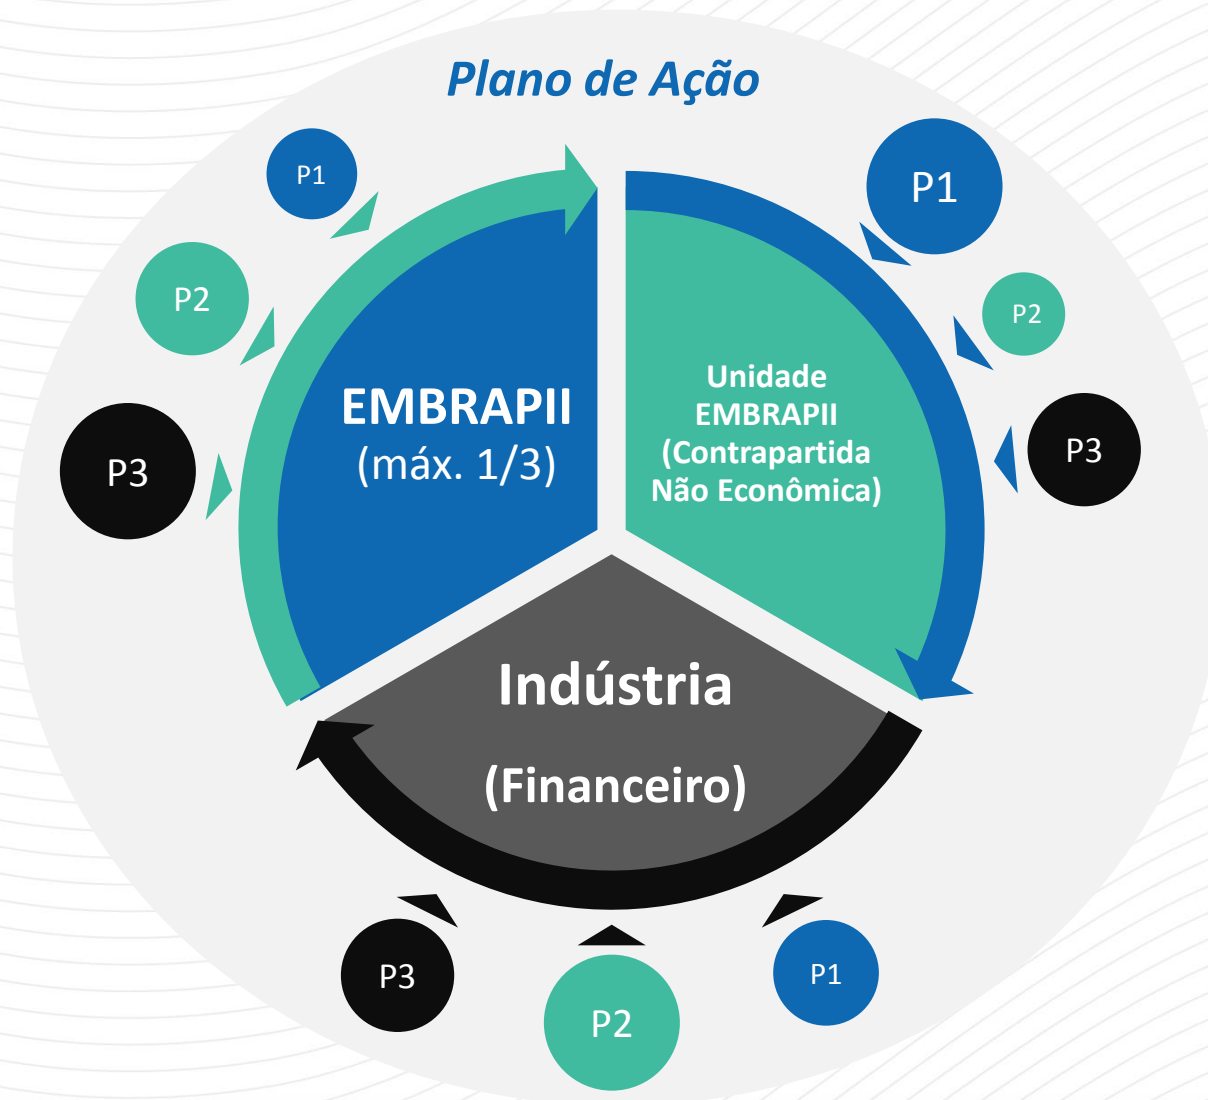 Plano de Ação
P1
P2
P3
P1
P2
P3
EMBRAPII
(máx. 1/3)
Unidade
EMBRAPII
(Contrapartida
Não Econômica)
Indústria
(Financeiro)
P3
P2
P1